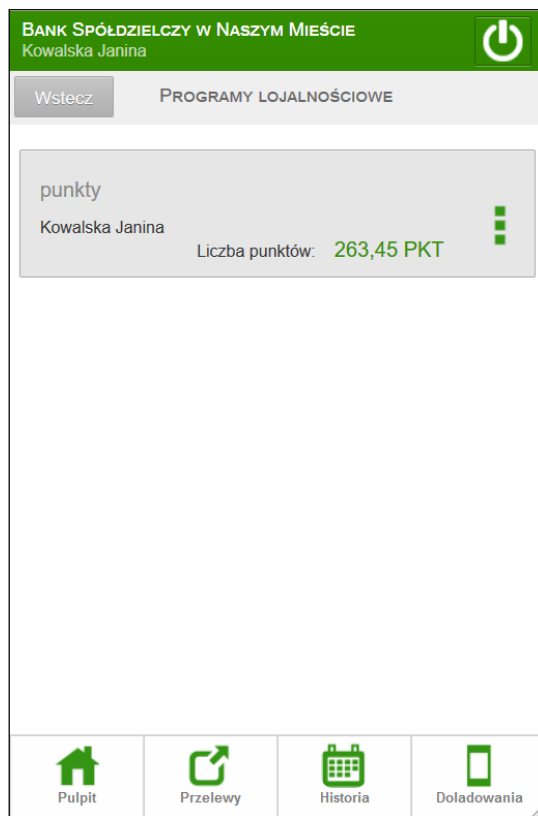 Bank Spółdzielczy w Naszym Mieście
Kowalska Janina
Wstecz
Programy lojalnościowe
punkty
Kowalska Janina
Liczba punktów: 263,45 PKT
Pulpit
Przelewy
Historia
Doladowania